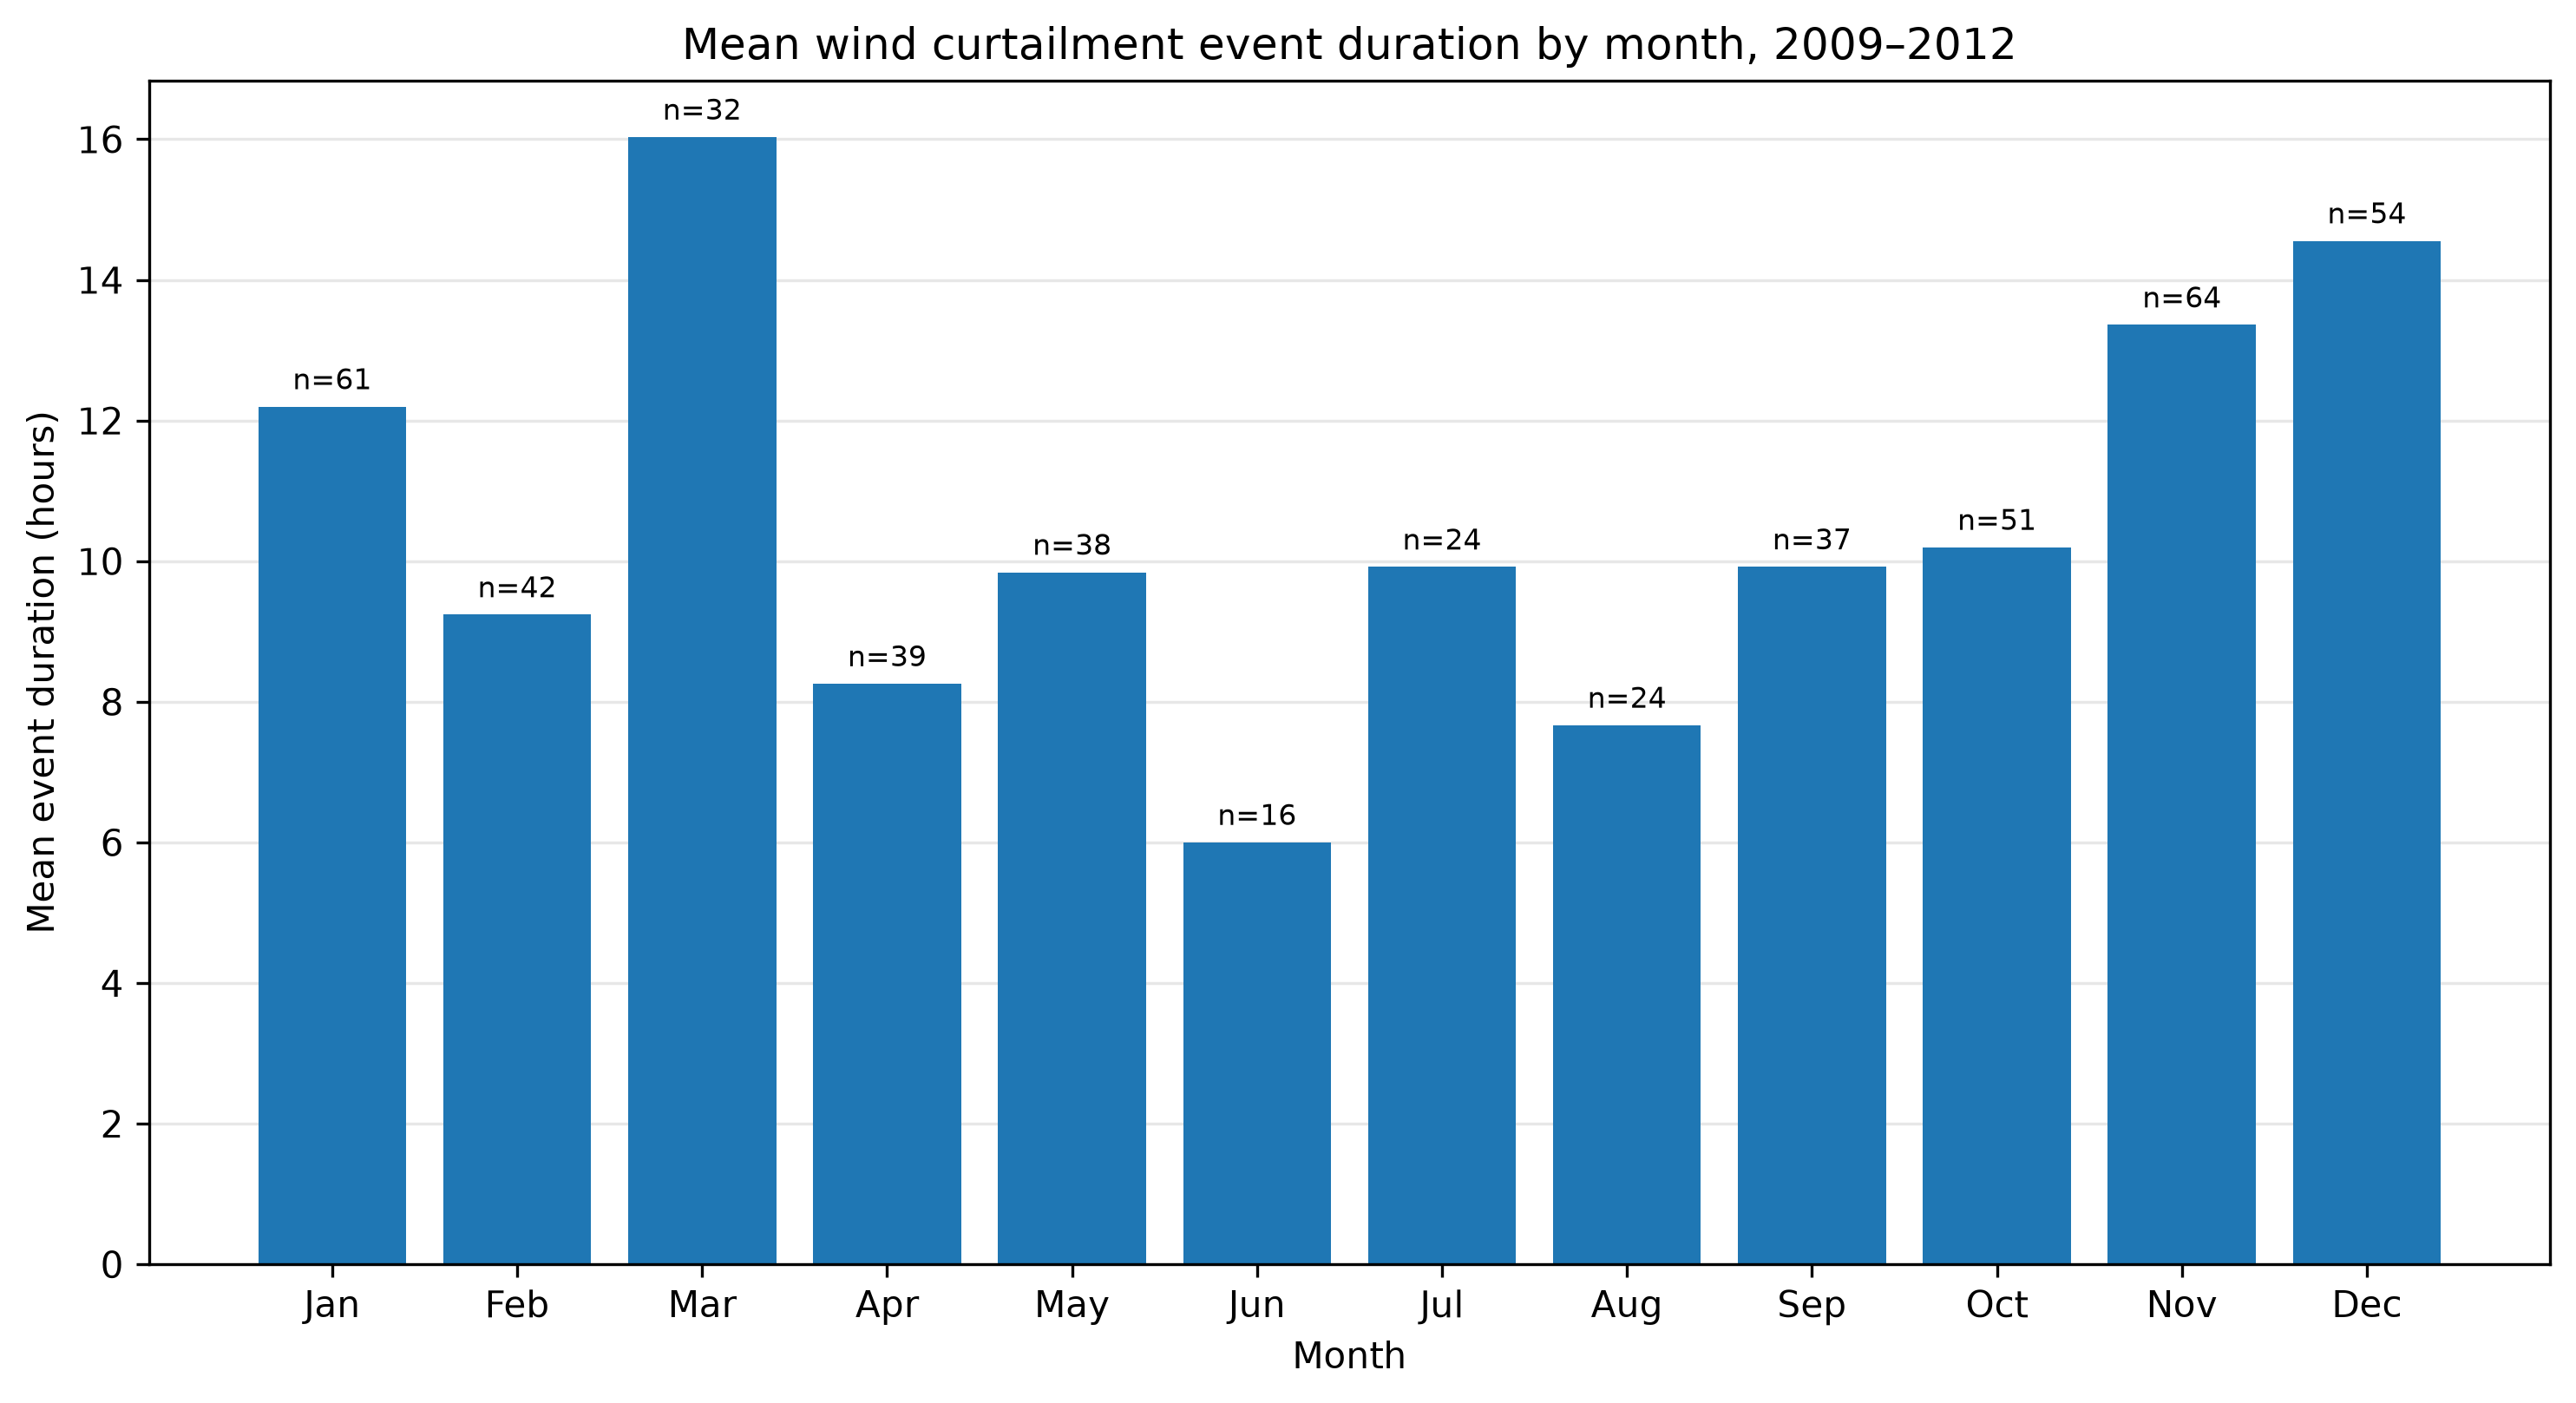 Mean wind curtailment event duration by month, 2009–2012
n=32
16
n=54
14
n=64
n=61
12
n=51
n=38
n=24
n=37
10
n=42
n=39
8
n=24
n=16
6
4
2
0
Mean event duration (hours)
Jan Feb Mar Apr May Jun Jul Aug Sep Oct Nov Dec
Month